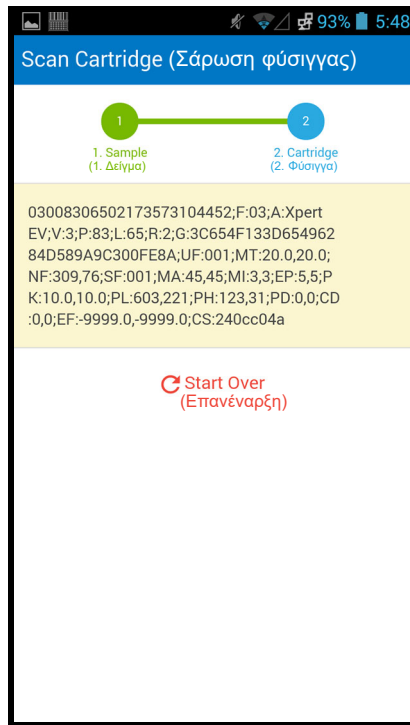 93% 5:48
Scan Cartridge (Σάρωση φύσιγγας)
1 2
1. Sample 2. Cartridge
(1. Δείγμα) (2. Φύσιγγα)
03008306502173573104452;F:03;A:Xpert
EV;V:3;P:83;L:65;R:2;G:3C654F133D654962
84D589A9C300FE8A;UF:001;MT:20.0,20.0;
NF:309,76;SF:001;MA:45,45;MI:3,3;EP:5,5;P
K:10.0,10.0;PL:603,221;PH:123,31;PD:0,0;CD
:0,0;EF:-9999.0,-9999.0;CS:240cc04a
Start Over
(Επανέναρξη)